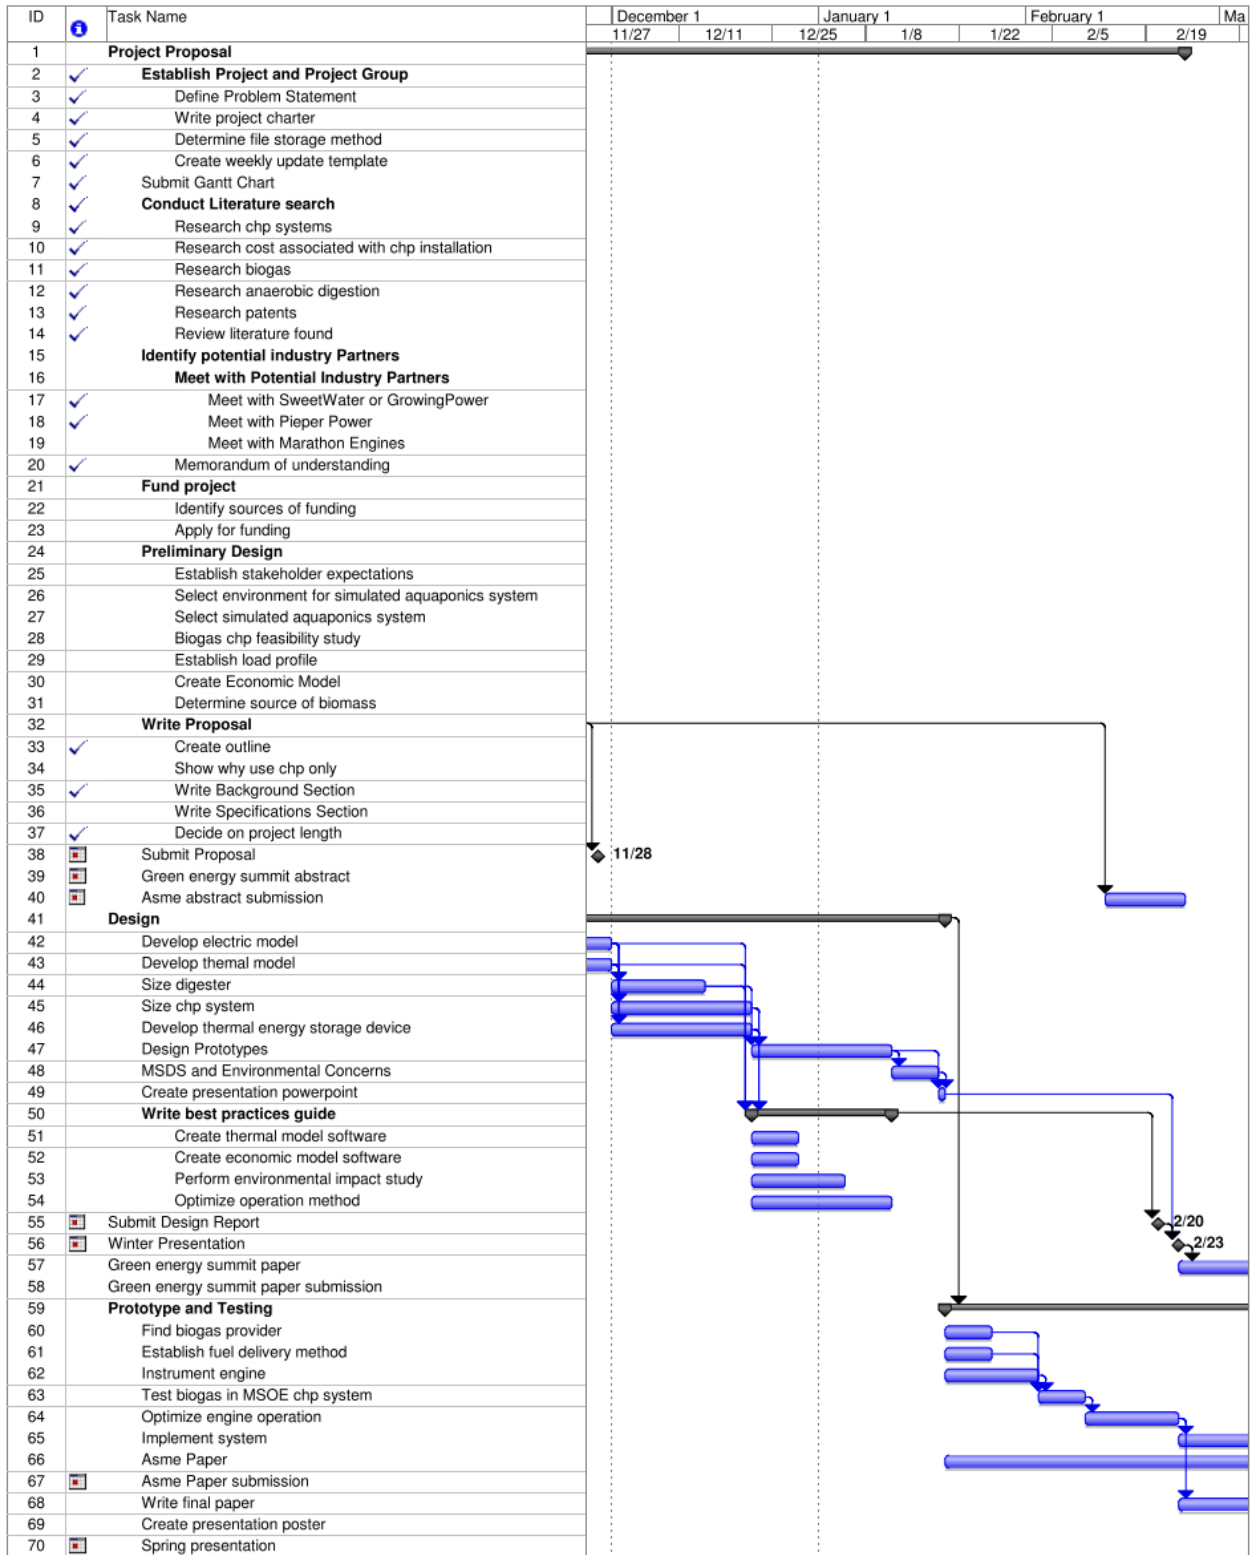 ID Task Name December 1 January 1 February 1 Ma
11/27 12/11 12/25 1/8 1/22 2/5 2/19
1 Project Proposal
2 Establish Project and Project Group
3 Define Problem Statement
4 Write project charter
5 Determine file storage method
6 Create weekly update template
7 Submit Gantt Chart
8 Conduct Literature search
9 Research chp systems
10 Research cost associated with chp installation
11 Research biogas
12 Research anaerobic digestion
13 Research patents
14 Review literature found
15 Identify potential industry Partners
16 Meet with Potential Industry Partners
17 Meet with SweetWater or GrowingPower
18 Meet with Pieper Power
19 Meet with Marathon Engines
20 Memorandum of understanding
21 Fund project
22 Identify sources of funding
23 Apply for funding
24 Preliminary Design
25 Establish stakeholder expectations
26 Select environment for simulated aquaponics system
27 Select simulated aquaponics system
28 Biogas chp feasibility study
29 Establish load profile
30 Create Economic Model
31 Determine source of biomass
32 Write Proposal
33 Create outline
34 Show why use chp only
35 Write Background Section
36 Write Specifications Section
37 Decide on project length
38 Submit Proposal 11/28
39 Green energy summit abstract
40 Asme abstract submission
41 Design
42 Develop electric model
43 Develop themal model
44 Size digester
45 Size chp system
46 Develop thermal energy storage device
47 Design Prototypes
48 MSDS and Environmental Concerns
49 Create presentation powerpoint
50 Write best practices guide
51 Create thermal model software
52 Create economic model software
53 Perform environmental impact study
54 Optimize operation method
55 Submit Design Report 2/20
56 Winter Presentation 2/23
57 Green energy summit paper
58 Green energy summit paper submission
59 Prototype and Testing
60 Find biogas provider
61 Establish fuel delivery method
62 Instrument engine
63 Test biogas in MSOE chp system
64 Optimize engine operation
65 Implement system
66 Asme Paper
67 Asme Paper submission
68 Write final paper
69 Create presentation poster
70 Spring presentation